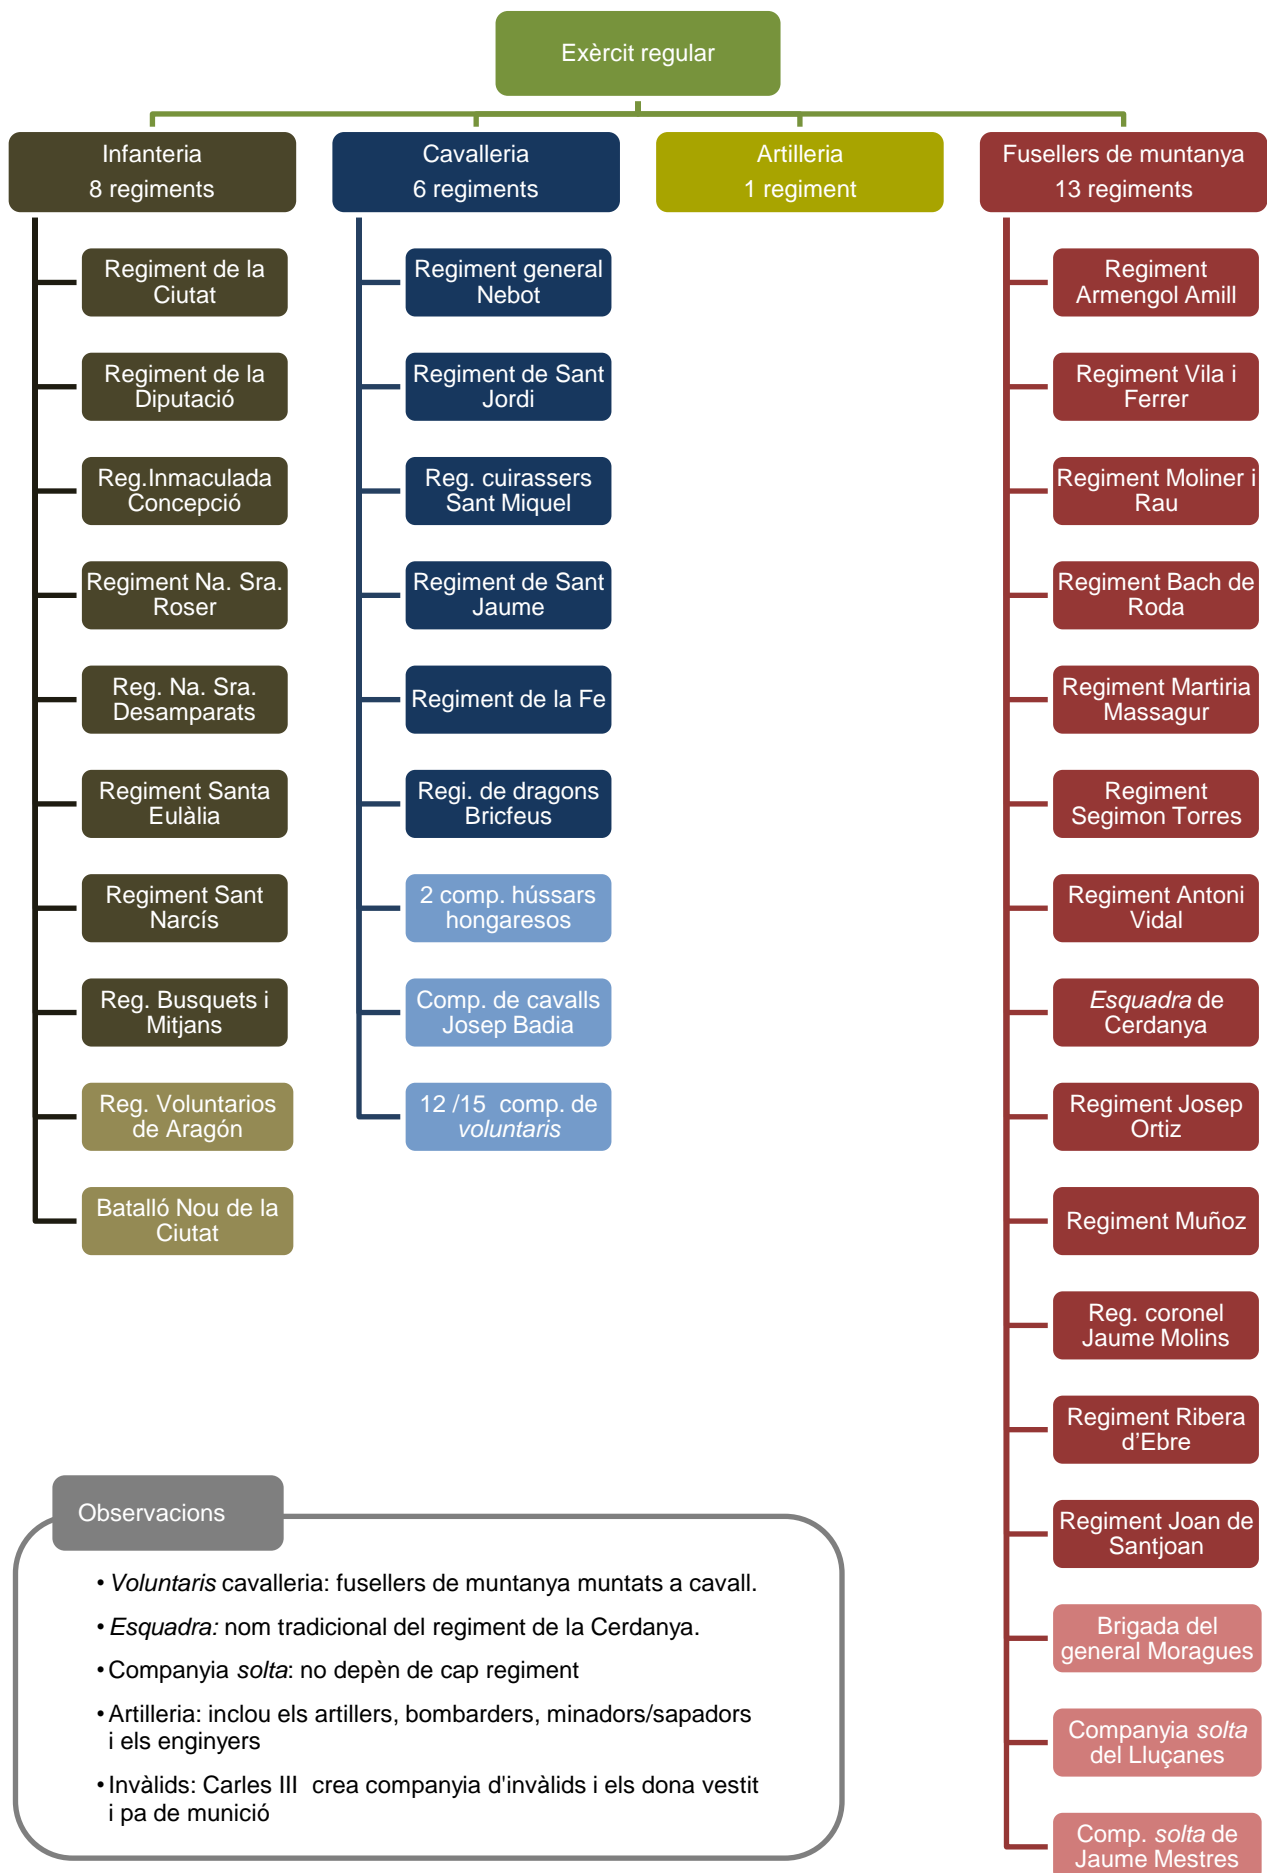 Exèrcit regular
Infanteria
8 regiments
Regiment de la
Ciutat
Regiment de la
Diputació
Reg.Inmaculada
Concepció
Regiment Na. Sra.
Roser
Reg. Na. Sra.
Desamparats
Regiment Santa
Eulàlia
Regiment Sant
Narcís
Reg. Busquets i
Mitjans
Reg. Voluntarios
de Aragón
Batalló Nou de la
Ciutat
Cavalleria
6 regiments
Regiment general
Nebot
Regiment de Sant
Jordi
Reg. cuirassers
Sant Miquel
Regiment de Sant
Jaume
Regiment de la Fe
Regi. de dragons
Bricfeus
2 comp. hússars
hongaresos
Comp. de cavalls
Josep Badia
12 /15  comp. de
voluntaris
Artilleria
1 regiment
Fusellers de muntanya
13 regiments
Regiment
Armengol Amill
Regiment Vila i
Ferrer
Regiment Moliner i
Rau
Regiment Bach de
Roda
Regiment Martiria
Massagur
Regiment
Segimon Torres
Regiment Antoni
Vidal
Esquadra de
Cerdanya
Regiment Josep
Ortiz
Regiment Muñoz
Reg. coronel
Jaume Molins
Regiment Ribera
d’Ebre
Regiment Joan de
Santjoan
Brigada del
general Moragues
Companyia solta
del Lluçanes
Comp. solta de
Jaume Mestres
Observacions
• Voluntaris cavalleria: fusellers de muntanya muntats a cavall.
• Esquadra: nom tradicional del regiment de la Cerdanya.
• Companyia solta: no depèn de cap regiment
• Artilleria: inclou els artillers, bombarders, minadors/sapadors
i els enginyers
• Invàlids: Carles III  crea companyia d'invàlids i els dona vestit
i pa de munició